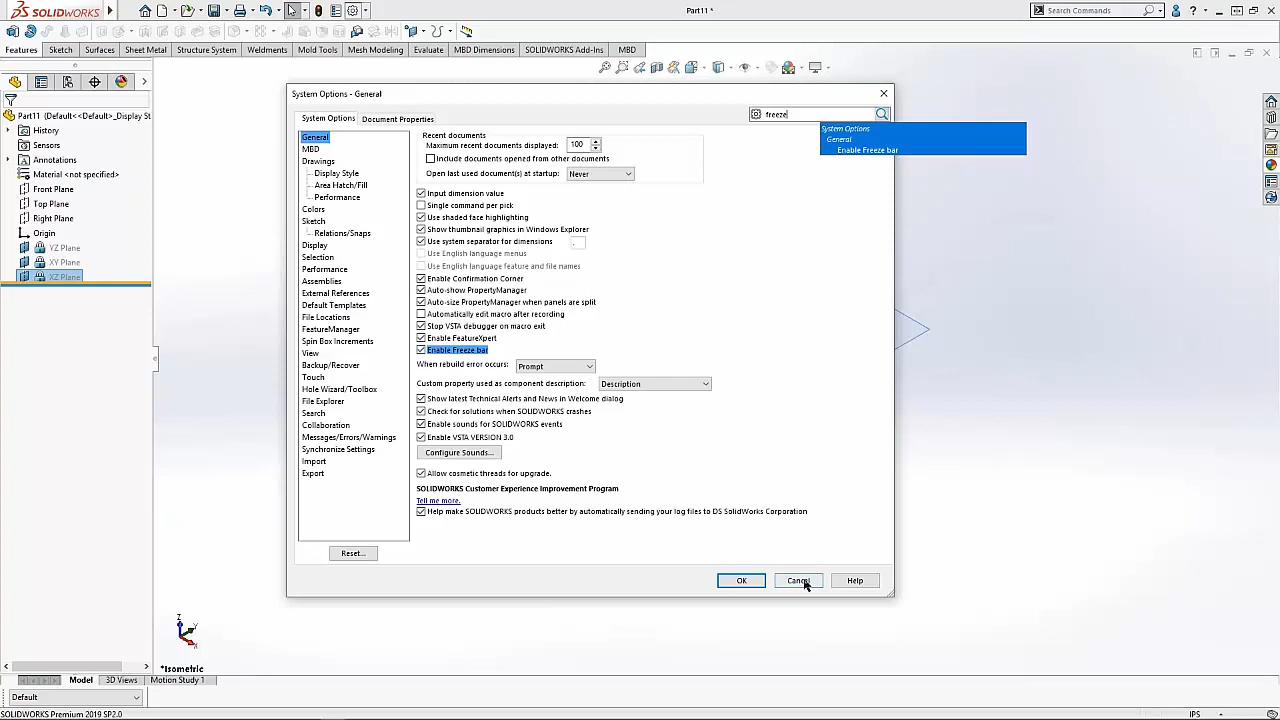 SOLIDWORKS
Part11 *
Search Commands
Features
Sketch
Surfaces
Sheet Metal
Structure System
Weldments
Mold Tools
Mesh Modeling
Evaluate
MBD Dimensions
SOLIDWORKS Add-Ins
MBD
Part11 (Default<<Default>_Display St
History
Sensors
Annotations
Material <not specified>
Front Plane
Top Plane
Right Plane
Origin
YZ Plane
XY Plane
XZ Plane
System Options - General
System Options
Document Properties
freeze
System Options
General
Enable Freeze bar
General
MBD
Drawings
Display Style
Area Hatch/Fill
Performance
Colors
Sketch
Relations/Snaps
Display
Selection
Performance
Assemblies
External References
Default Templates
File Locations
FeatureManager
Spin Box Increments
View
Backup/Recover
Touch
Hole Wizard/Toolbox
File Explorer
Search
Collaboration
Messages/Errors/Warnings
Synchronize Settings
Import
Export
Reset...
Recent documents
Maximum recent documents displayed: 100
Include documents opened from other documents
Open last used document(s) at startup: Never
Input dimension value
Single command per pick
Use shaded face highlighting
Show thumbnail graphics in Windows Explorer
Use system separator for dimensions .
Use English language menus
Use English language feature and file names
Enable Confirmation Corner
Auto-show PropertyManager
Auto-size PropertyManager when panels are split
Automatically edit macro after recording
Stop VSTA debugger on macro exit
Enable FeatureXpert
Enable Freeze bar
When rebuild error occurs: Prompt
Custom property used as component description: Description
Show latest Technical Alerts and News in Welcome dialog
Check for solutions when SOLIDWORKS crashes
Enable sounds for SOLIDWORKS events
Enable VSTA VERSION 3.0
Configure Sounds...
Allow cosmetic threads for upgrade.
SOLIDWORKS Customer Experience Improvement Program
Tell me more.
Help make SOLIDWORKS products better by automatically sending your log files to DS SolidWorks Corporation
OK
Cancel
Help
Z
Y
X
*Isometric
Model
3D Views
Motion Study 1
Default
SOLIDWORKS Premium 2019 SP2.0
IPS